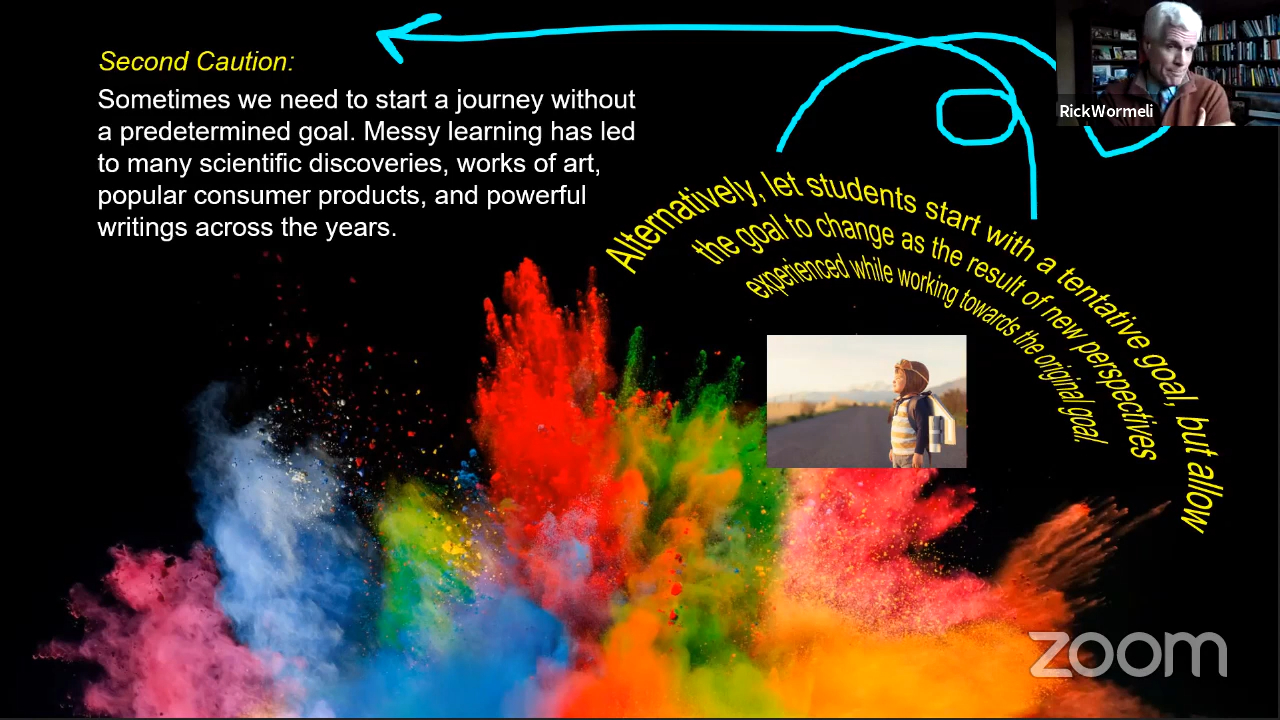 Second Caution:
Sometimes we need to start a journey without
a predetermined goal. Messy learning has led
to many scientific discoveries, works of art,
popular consumer products, and powerful
writings across the years.
RickWormeli
Alternatively, let students start with a tentative goal, but allow
the goal to change as the result of new perspectives
experienced while working towards the original goal.
zoom